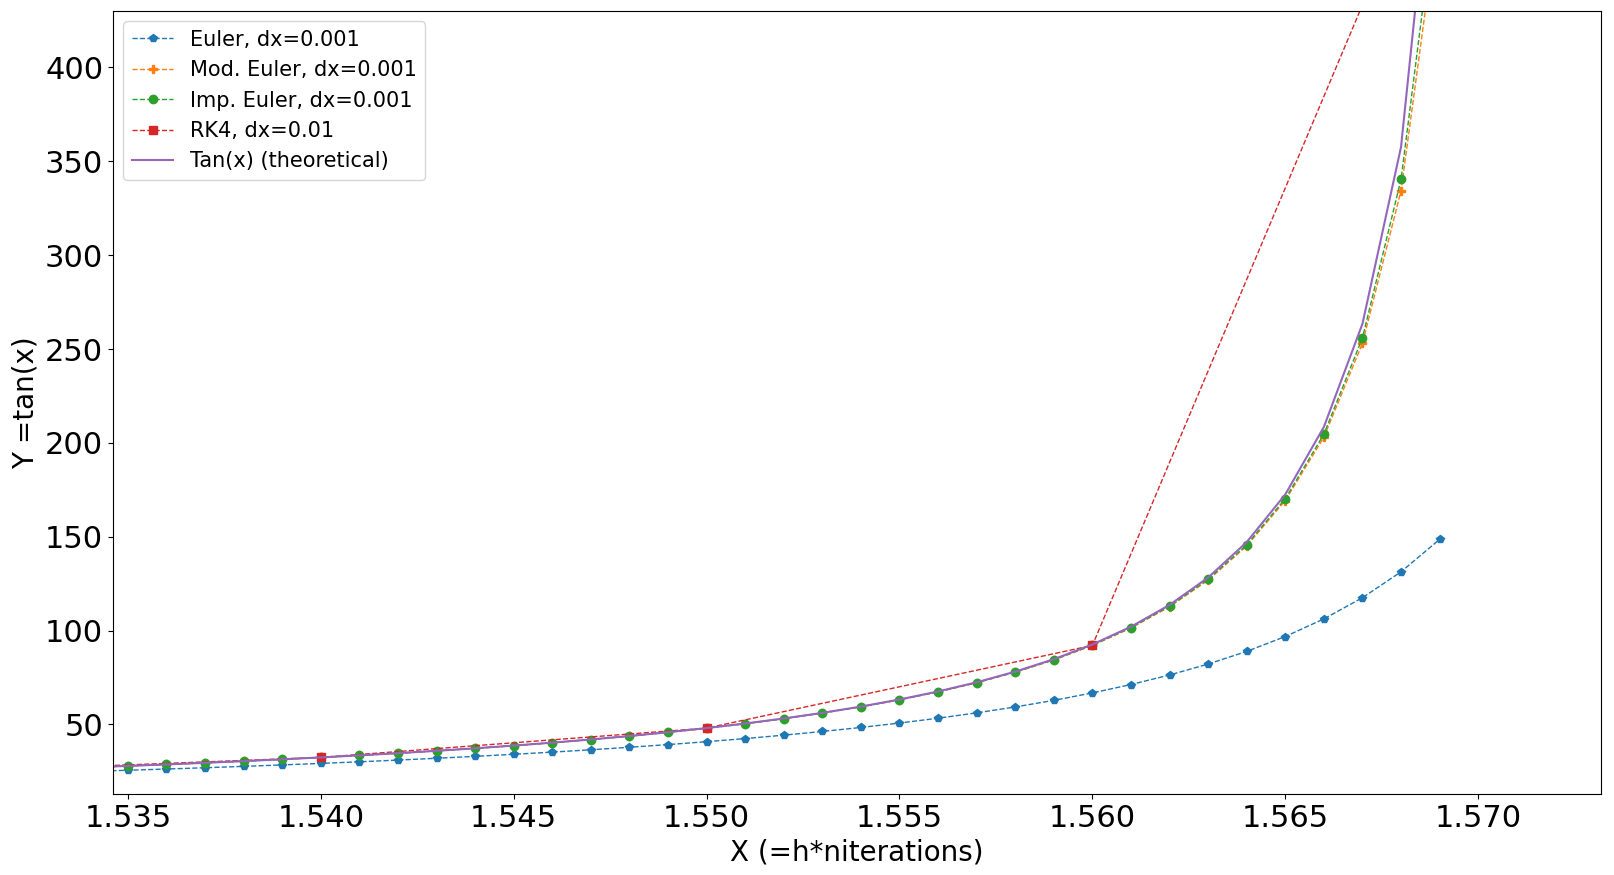 Euler, dx=0.001
Mod. Euler, dx=0.001
Imp. Euler, dx=0.001
RK4, dx=0.01
Tan(x) (theoretical)
400
350
300
250
200
150
100
50
Y =tan(x)
1.535 1.540 1.545 1.550 1.555 1.560 1.565 1.570
X (=h*niterations)